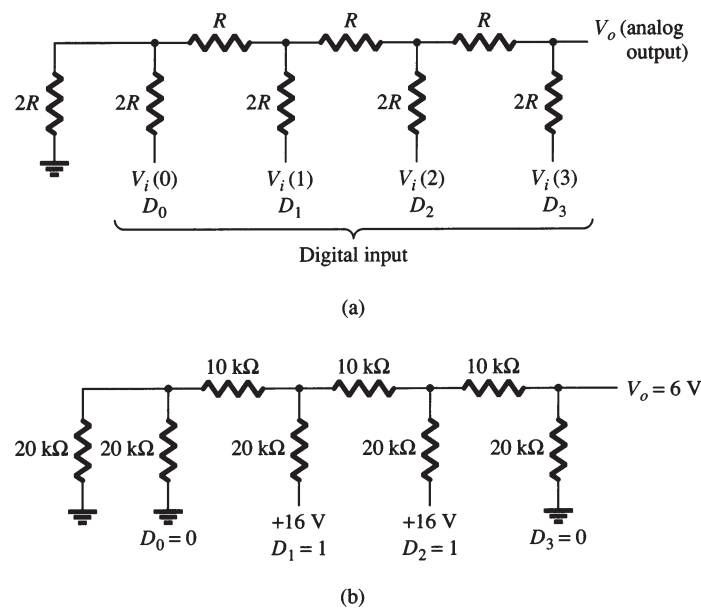 R R R
V_o (analog
output)
2R 2R 2R 2R 2R
V_i (0) V_i (1) V_i (2) V_i (3)
D_0 D_1 D_2 D_3
Digital input
(a)
10 kΩ 10 kΩ 10 kΩ
V_o = 6 V
20 kΩ 20 kΩ 20 kΩ 20 kΩ 20 kΩ
+16 V +16 V
D_0 = 0 D_1 = 1 D_2 = 1 D_3 = 0
(b)